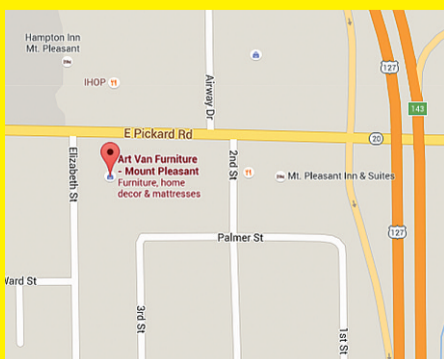 Hampton Inn
Mt. Pleasant
IHOP
Airway Dr
127
143
E Pickard Rd
20
Elizabeth St
Art Van Furniture
- Mount Pleasant
Furniture, home
decor & mattresses
2nd St
Mt. Pleasant Inn & Suites
Palmer St
127
Ward St
3rd St
1st St